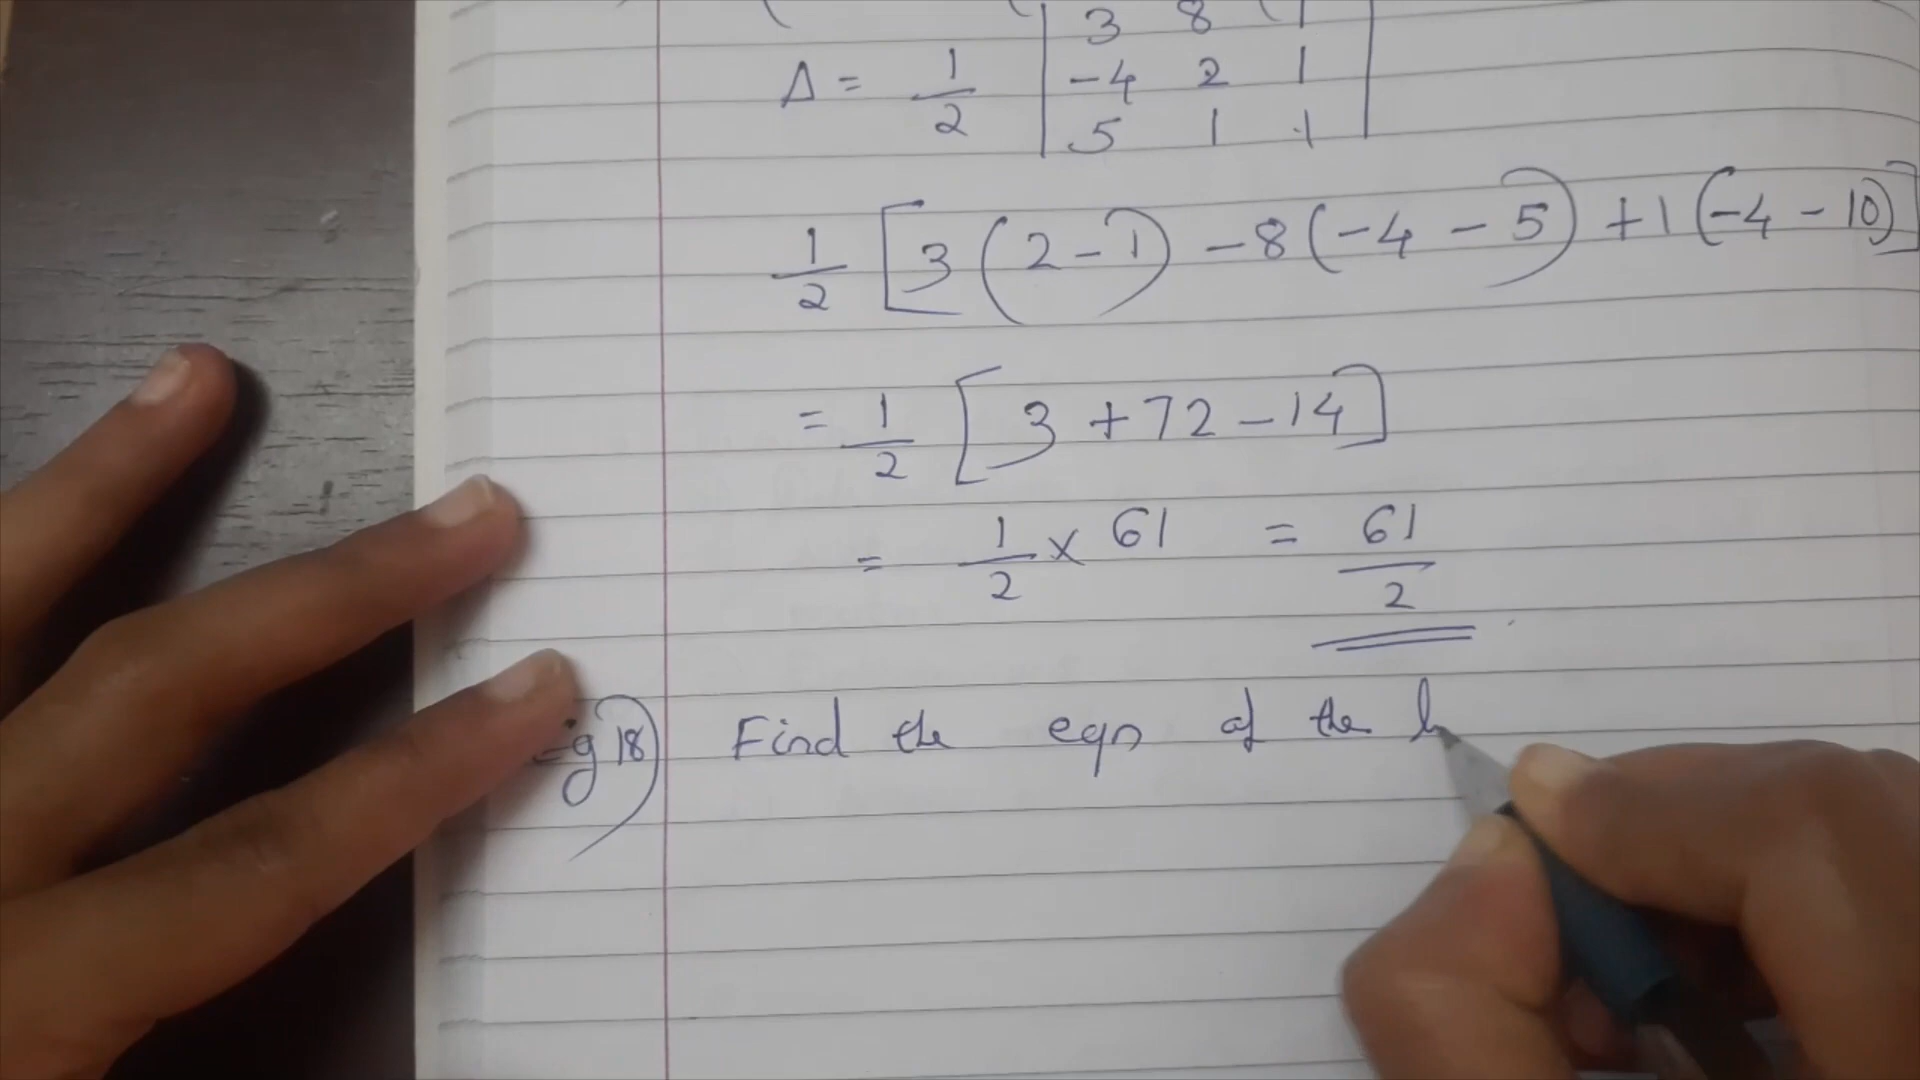 3 8 1
Δ = 1/2 | -4 2 1 |
5 1 1
1/2 [3(2-1) -8(-4-5) +1(-4-10)]
= 1/2 [3+72-14]
= 1/2 × 61 = 61/2
g 18) Find the eqn of the